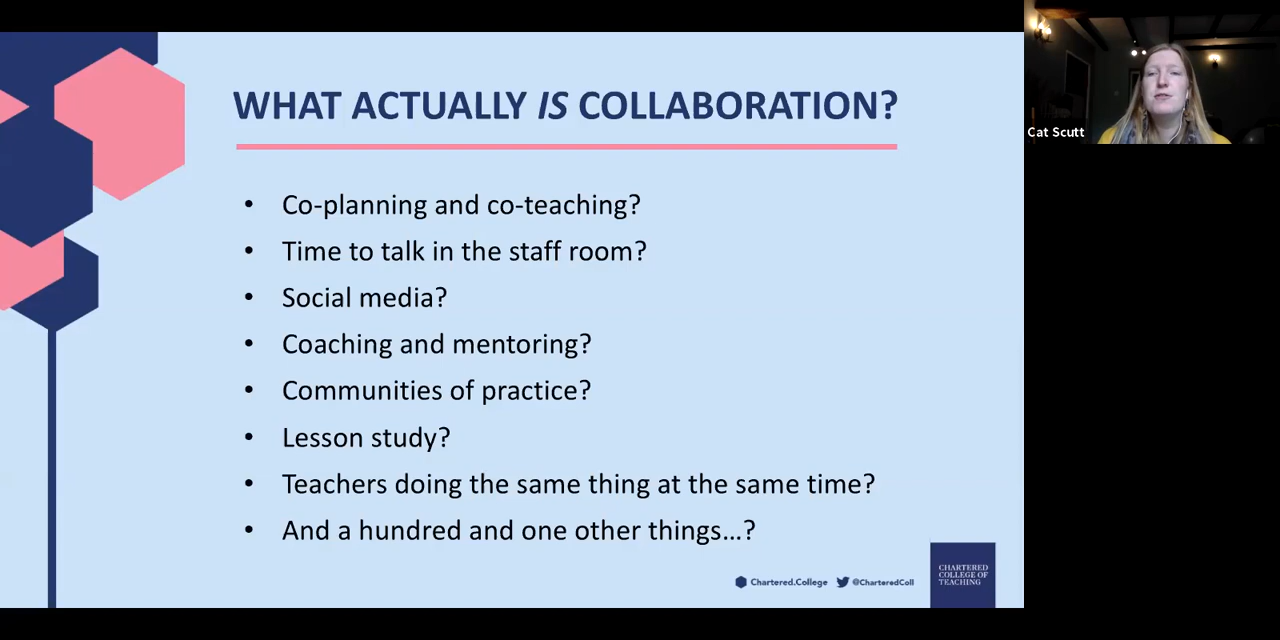 WHAT ACTUALLY IS COLLABORATION?
• Co-planning and co-teaching?
• Time to talk in the staff room?
• Social media?
• Coaching and mentoring?
• Communities of practice?
• Lesson study?
• Teachers doing the same thing at the same time?
• And a hundred and one other things...?
Chartered.College @CharteredColl
CHARTERED
COLLEGE OF
TEACHING
Cat Scutt